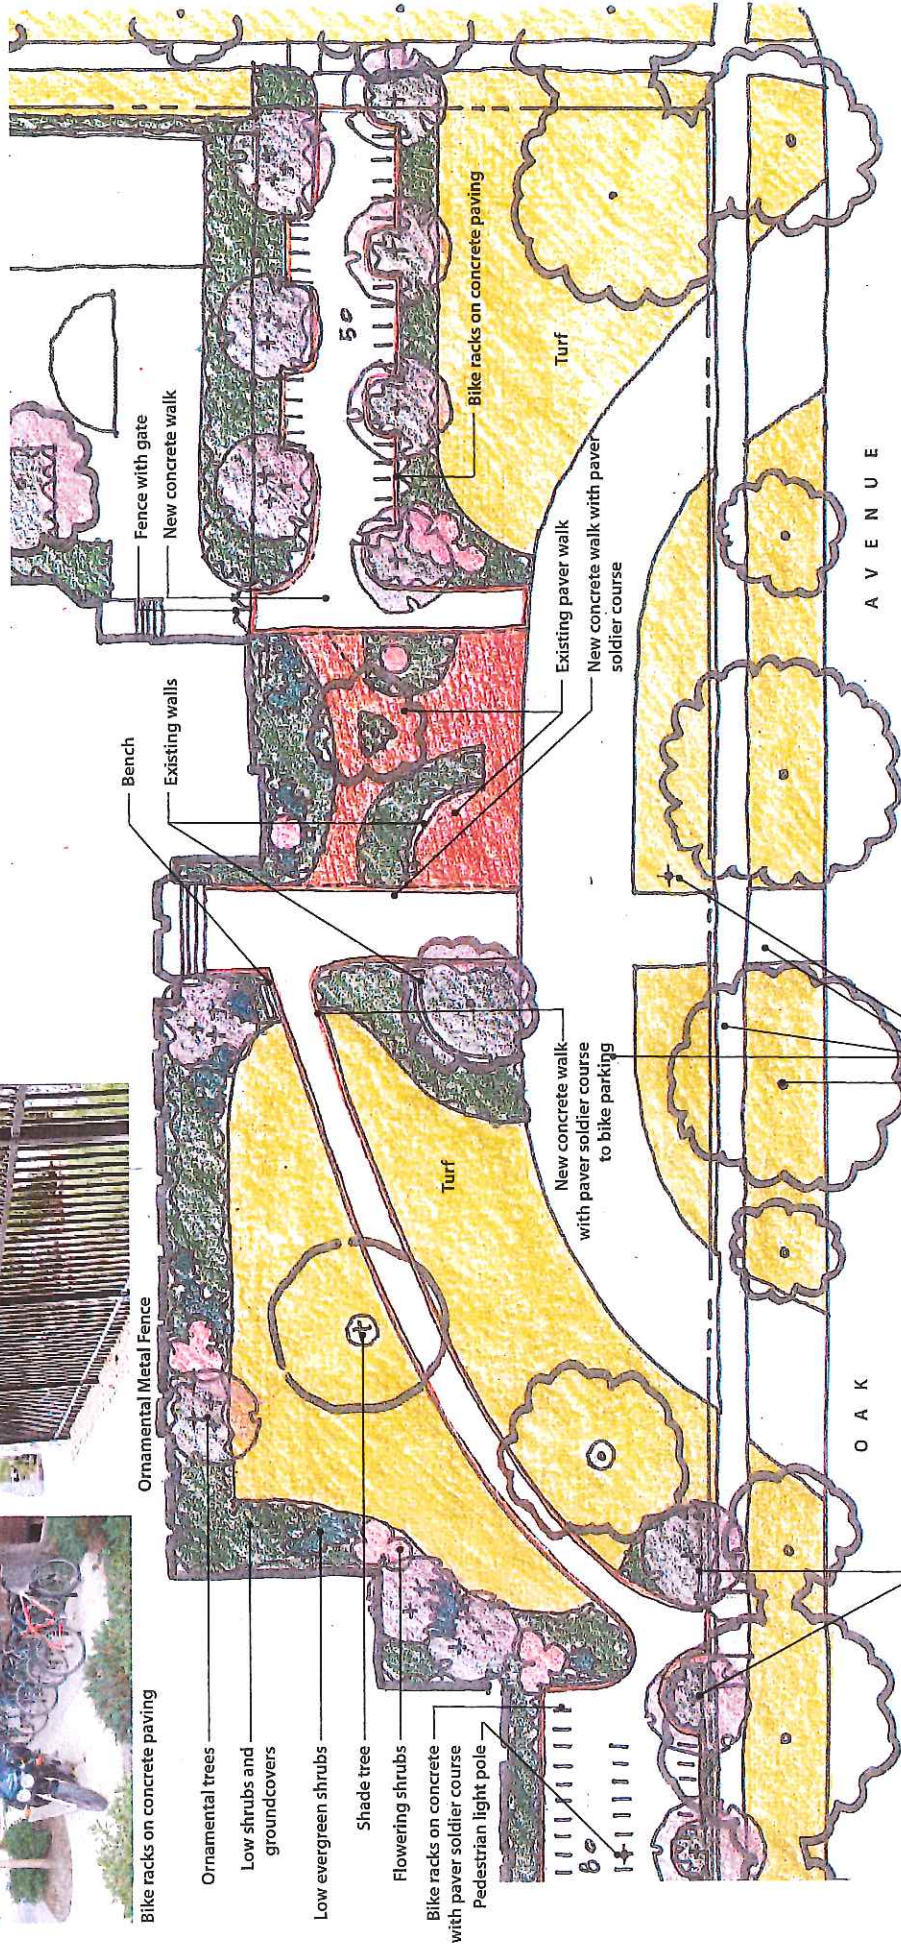 Bike racks on concrete paving
Ornamental Metal Fence
Ornamental trees
Low shrubs and
groundcovers
Low evergreen shrubs
Shade tree
Flowering shrubs
Bike racks on concrete
with paver soldier course
Pedestrian light pole
80
Bench
Existing walls
Fence with gate
New concrete walk
50
Bike racks on concrete paving
Turf
Existing paver walk
New concrete walk with paver
soldier course
Turf
New concrete walk
with paver soldier course
to bike parking
OAK AVENUE